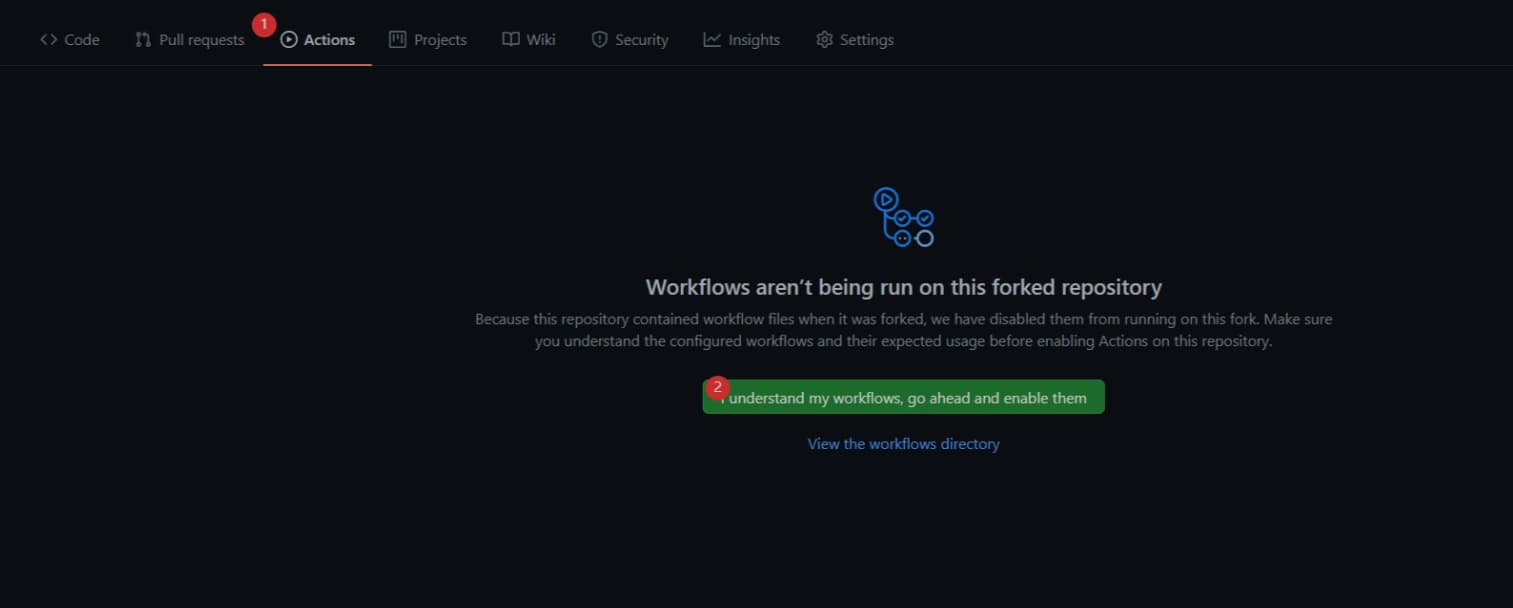 Code Pull requests 1 Actions Projects Wiki Security Insights Settings
Workflows aren't being run on this forked repository
Because this repository contained workflow files when it was forked, we have disabled them from running on this fork. Make sure
you understand the configured workflows and their expected usage before enabling Actions on this repository.
2 I understand my workflows, go ahead and enable them
View the workflows directory